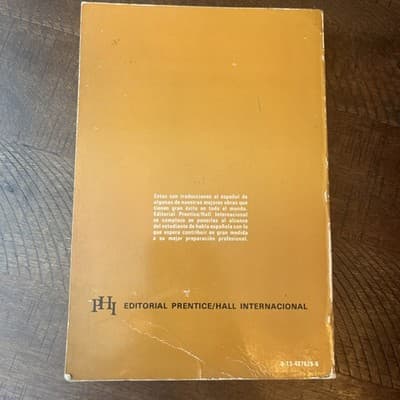 Estas son traducciones al español de
algunas de nuestras mejores obras que
tienen gran éxito en todo el mundo.
Editorial Prentice/Hall Internacional
se complace en ponerlas al alcance
del estudiante de habla española con lo
que espera contribuir en gran medida
a su mejor preparación profesional.
PHI EDITORIAL PRENTICE/HALL INTERNACIONAL